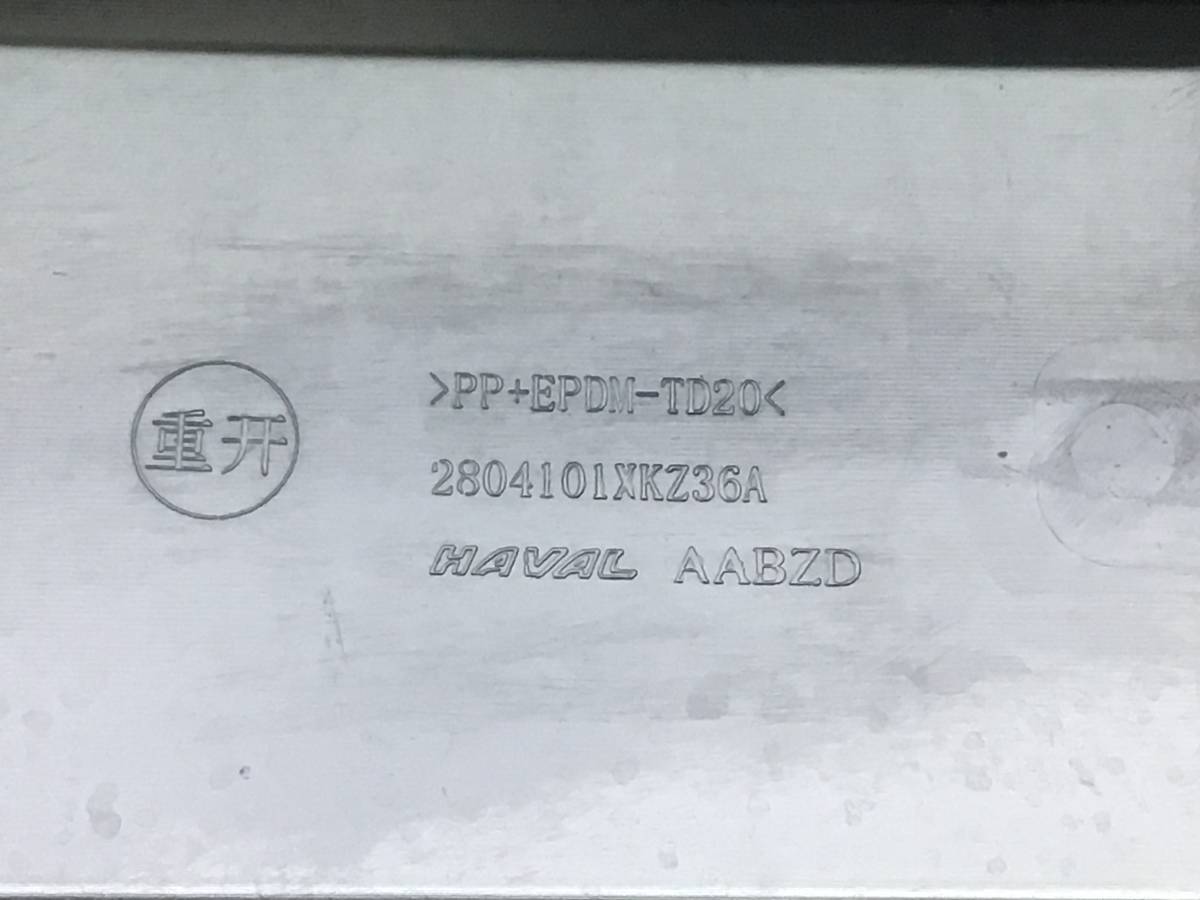 重开
>PP+EPDM-TD20<
2804101XKZ36A
HAVAL AABZD